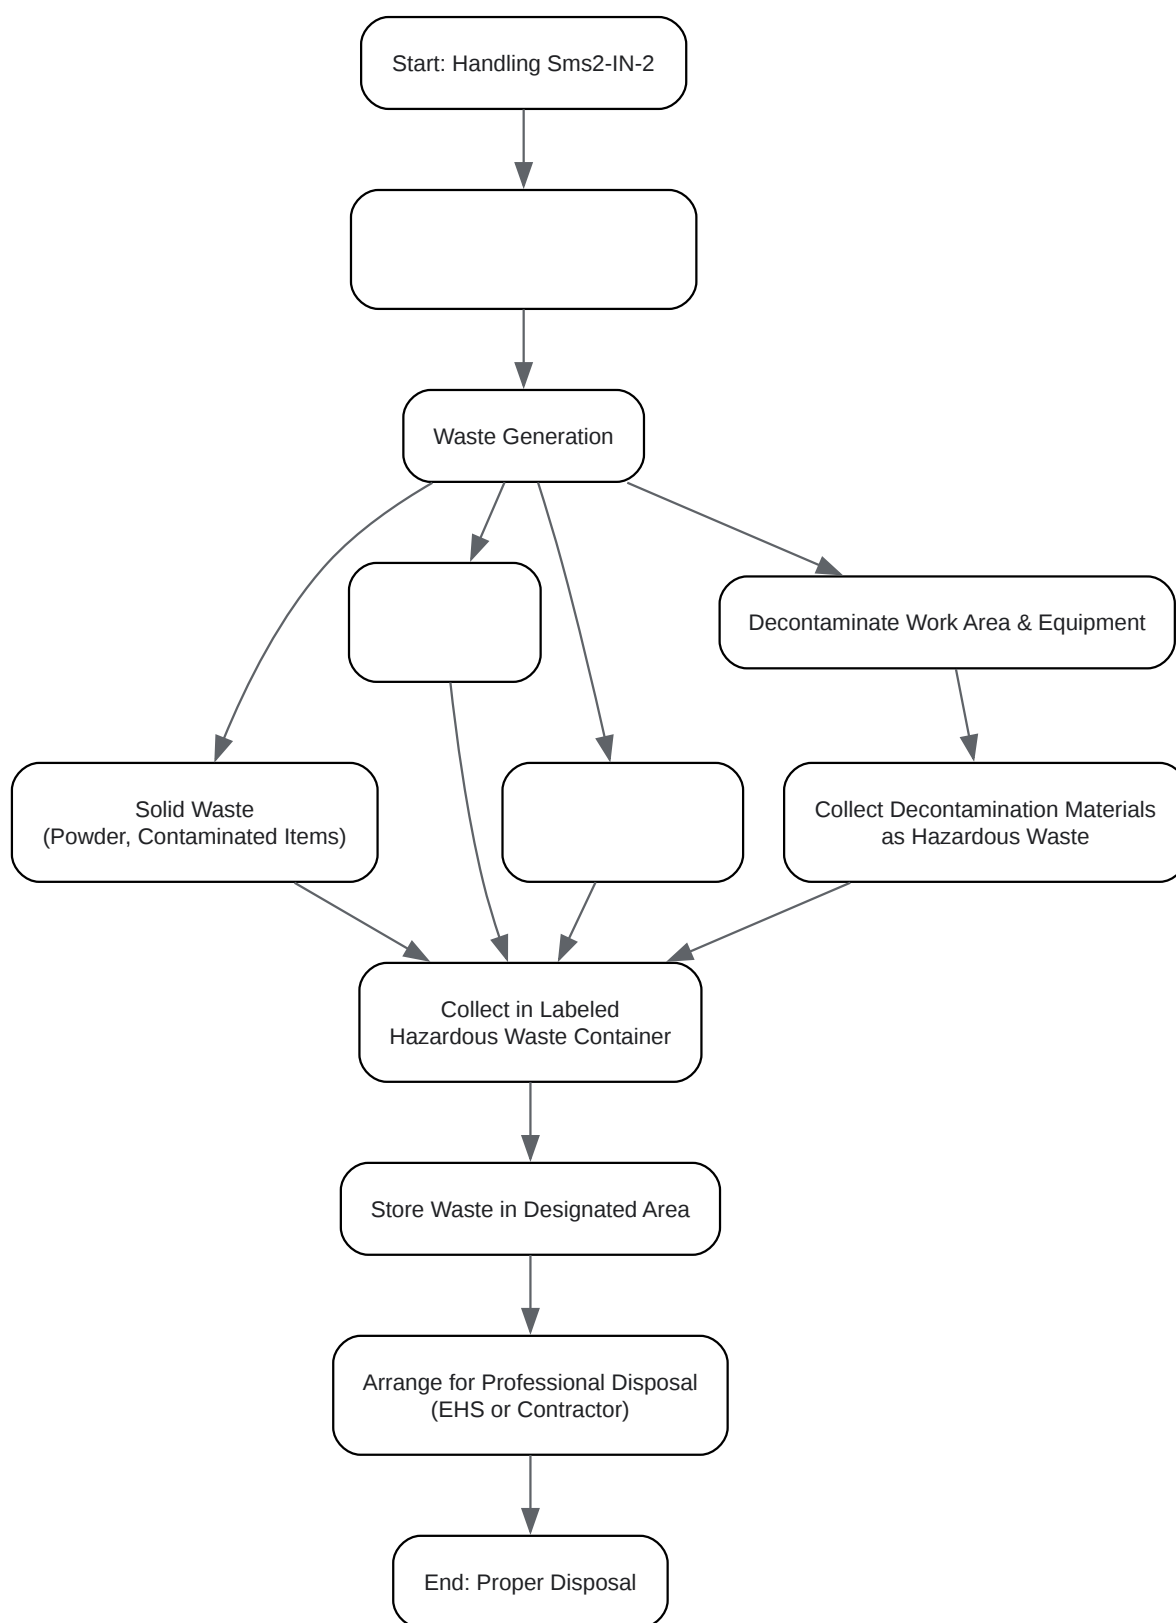 Start: Handling Sms2-IN-2
Waste Generation
Decontaminate Work Area & Equipment
Solid Waste
(Powder, Contaminated Items)
Collect Decontamination Materials
as Hazardous Waste
Collect in Labeled
Hazardous Waste Container
Store Waste in Designated Area
Arrange for Professional Disposal
(EHS or Contractor)
End: Proper Disposal